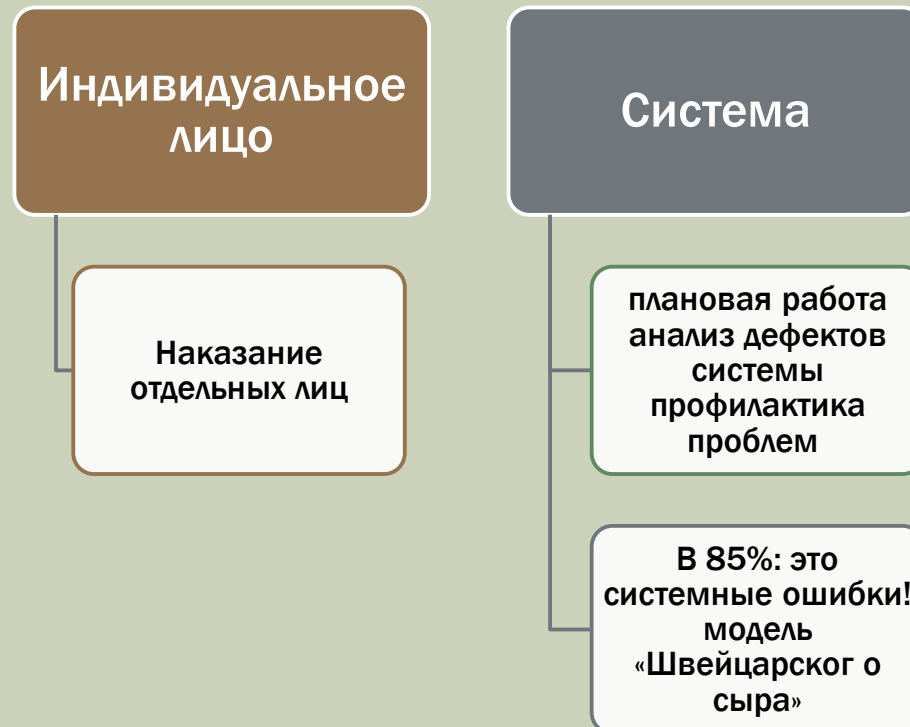 Индивидуальное
лицо
Наказание
отдельных лиц
Система
плановая работа
анализ дефектов
системы
профилактика
проблем
В 85%: это
системные ошибки!
модель
«Швейцарског о
сыра»